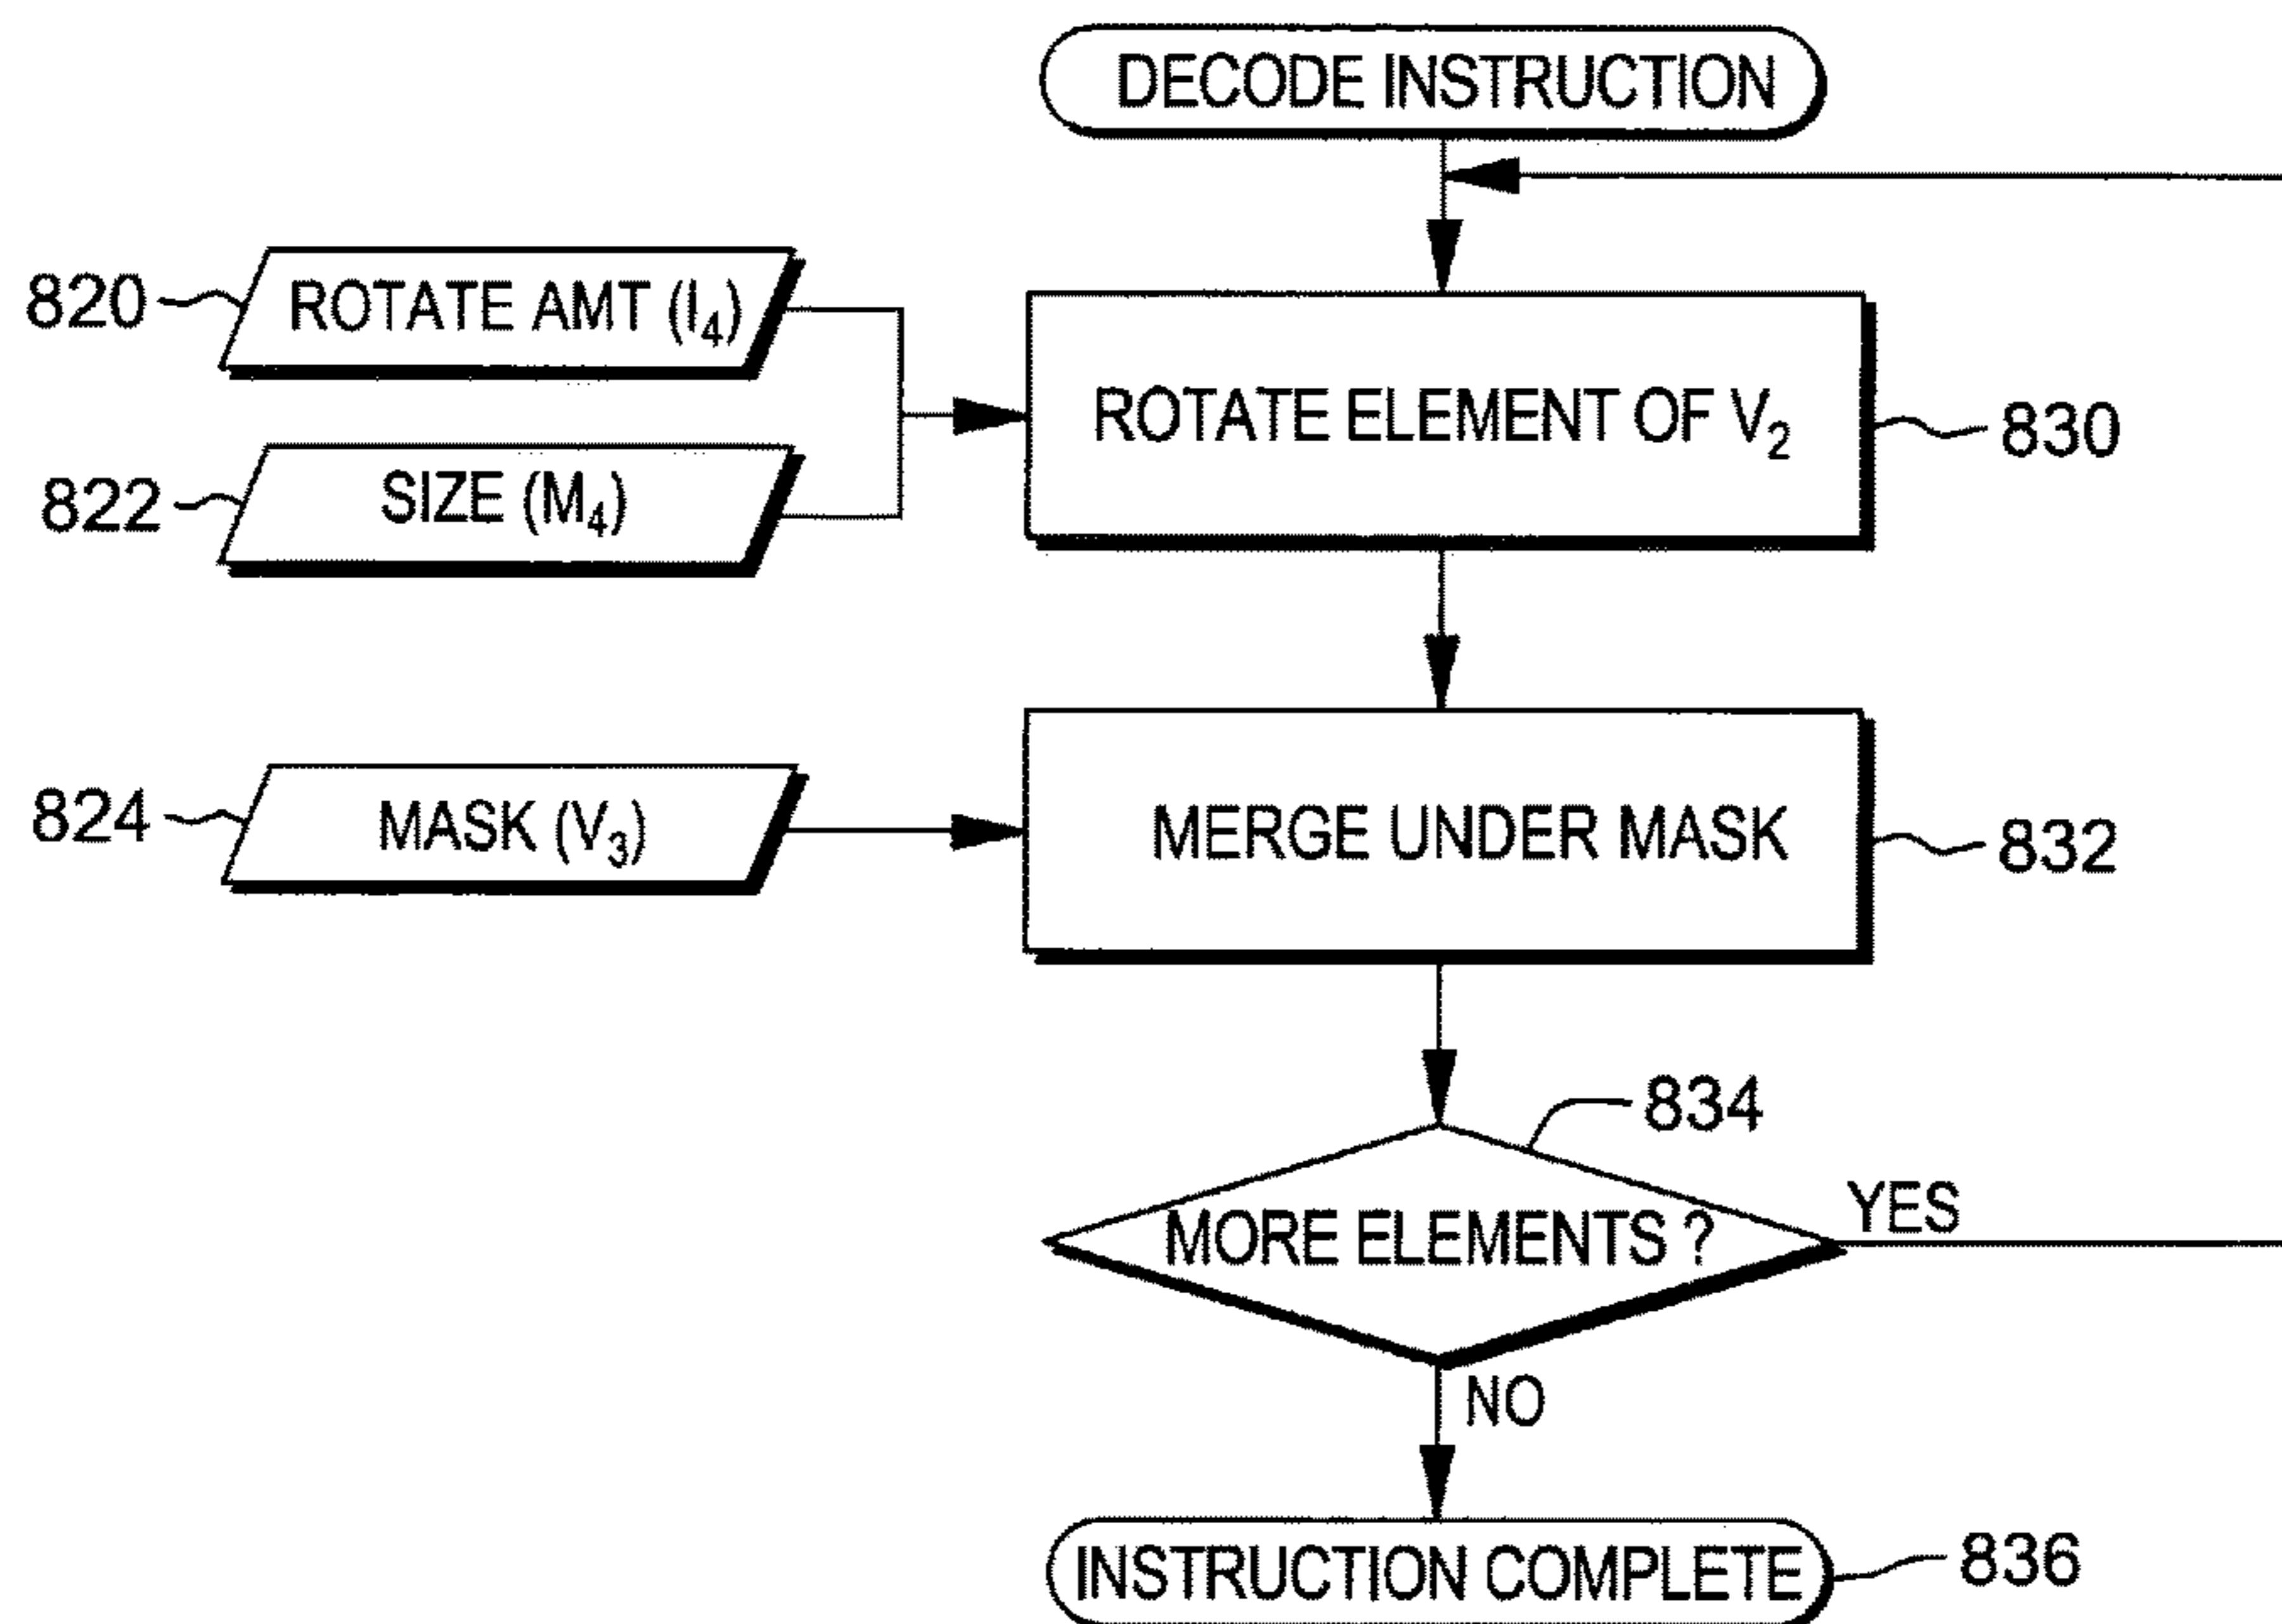 DECODE INSTRUCTION
820
ROTATE AMT (I4)
ROTATE ELEMENT OF V2
830
822
SIZE (M4)
824
MASK (V3)
MERGE UNDER MASK
832
834
MORE ELEMENTS ?
YES
NO
INSTRUCTION COMPLETE
836